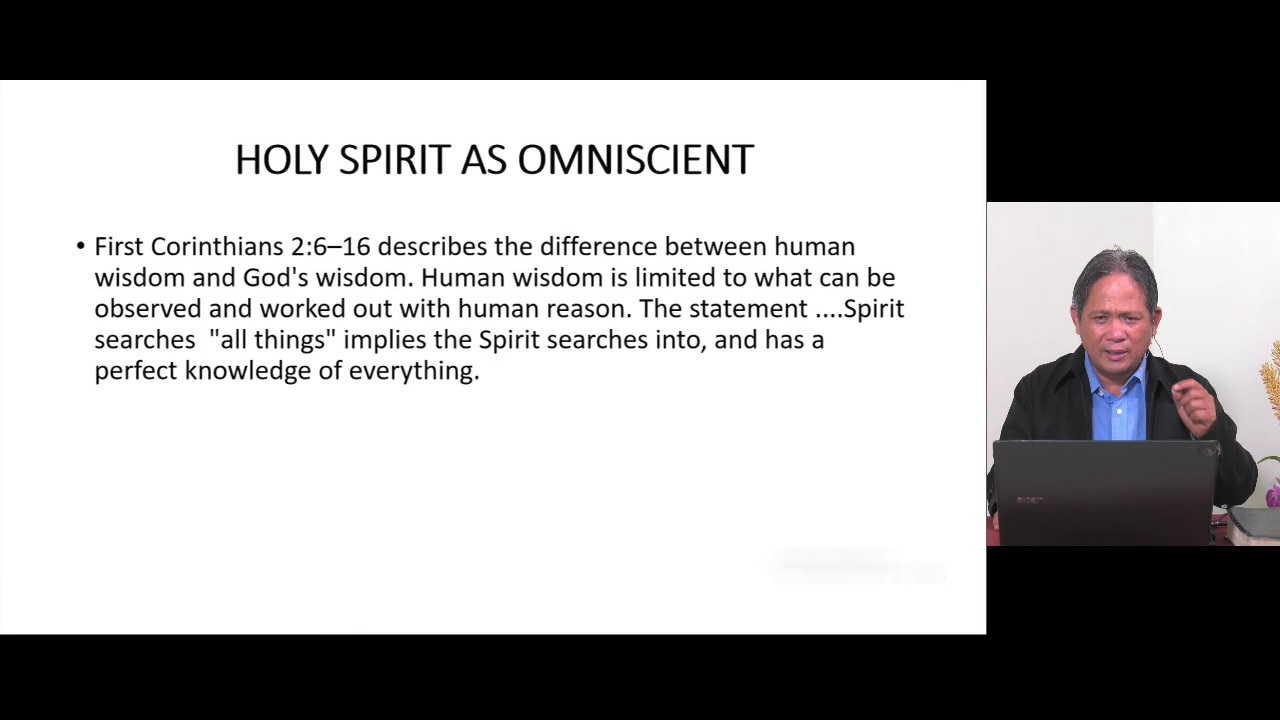 HOLY SPIRIT AS OMNISCIENT
• First Corinthians 2:6–16 describes the difference between human
wisdom and God's wisdom. Human wisdom is limited to what can be
observed and worked out with human reason. The statement ....Spirit
searches  "all things" implies the Spirit searches into, and has a
perfect knowledge of everything.
acer